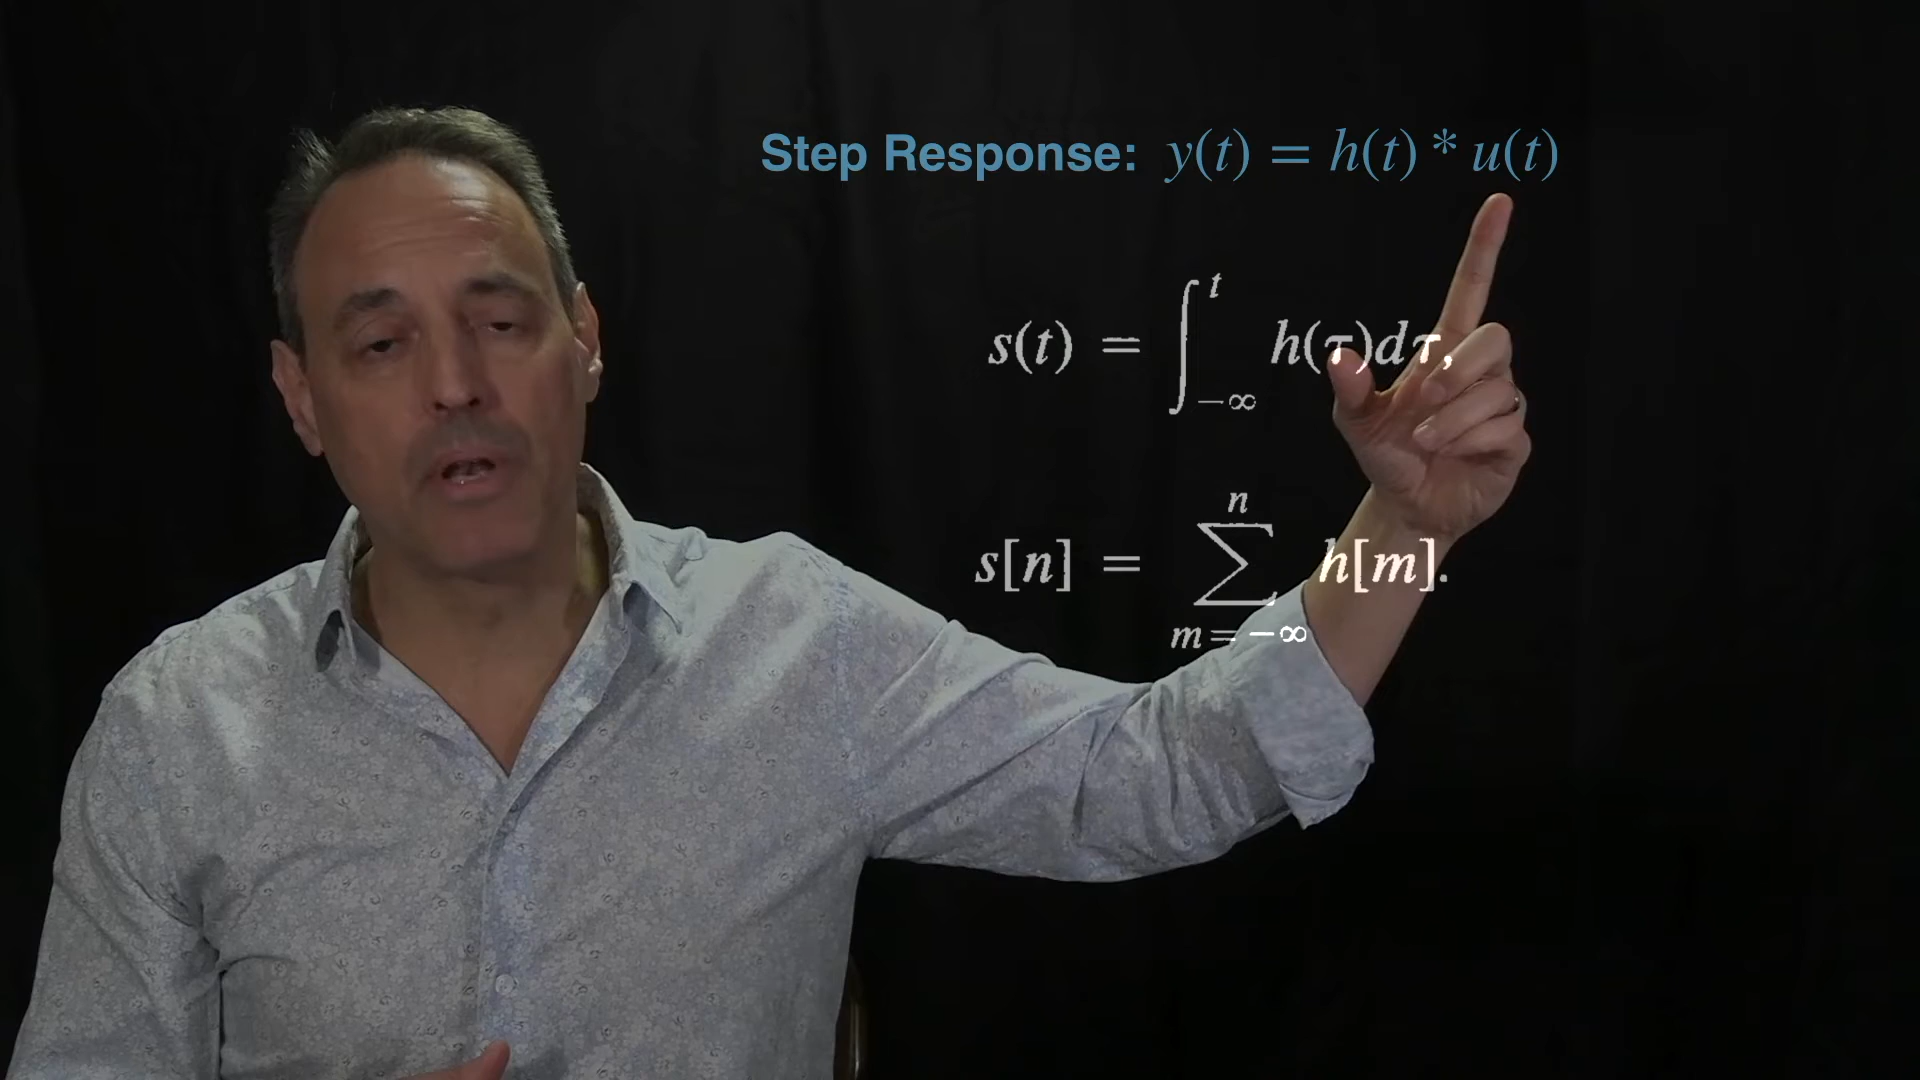 Step Response: y(t) = h(t) * u(t)
s(t) = ∫_{-∞}^{t} h(τ)dτ,
s[n] = ∑_{m=-∞}^{n} h[m].